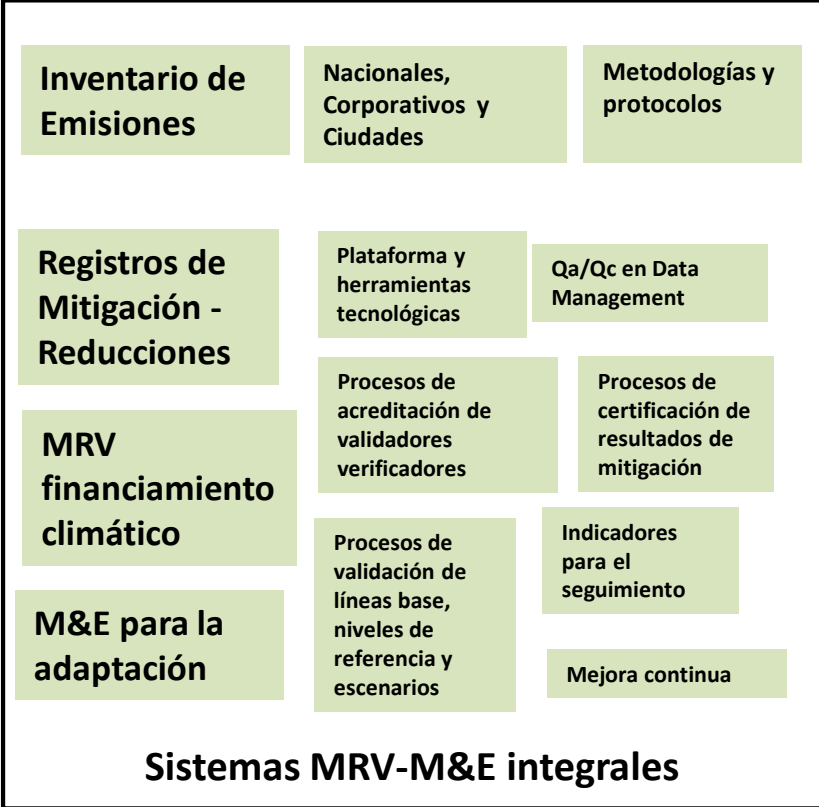 Inventario de
Emisiones
Nacionales,
Corporativos y
Ciudades
Metodologías y
protocolos
Registros de
Mitigación -
Reducciones
Plataforma y
herramientas
tecnológicas
Qa/Qc en Data
Management
MRV
financiamiento
climático
Procesos de
acreditación de
validadores
verificadores
Procesos de
certificación de
resultados de
mitigación
M&E para la
adaptación
Procesos de
validación de
líneas base,
niveles de
referencia y
escenarios
Indicadores
para el
seguimiento
Mejora continua
Sistemas MRV-M&E integrales